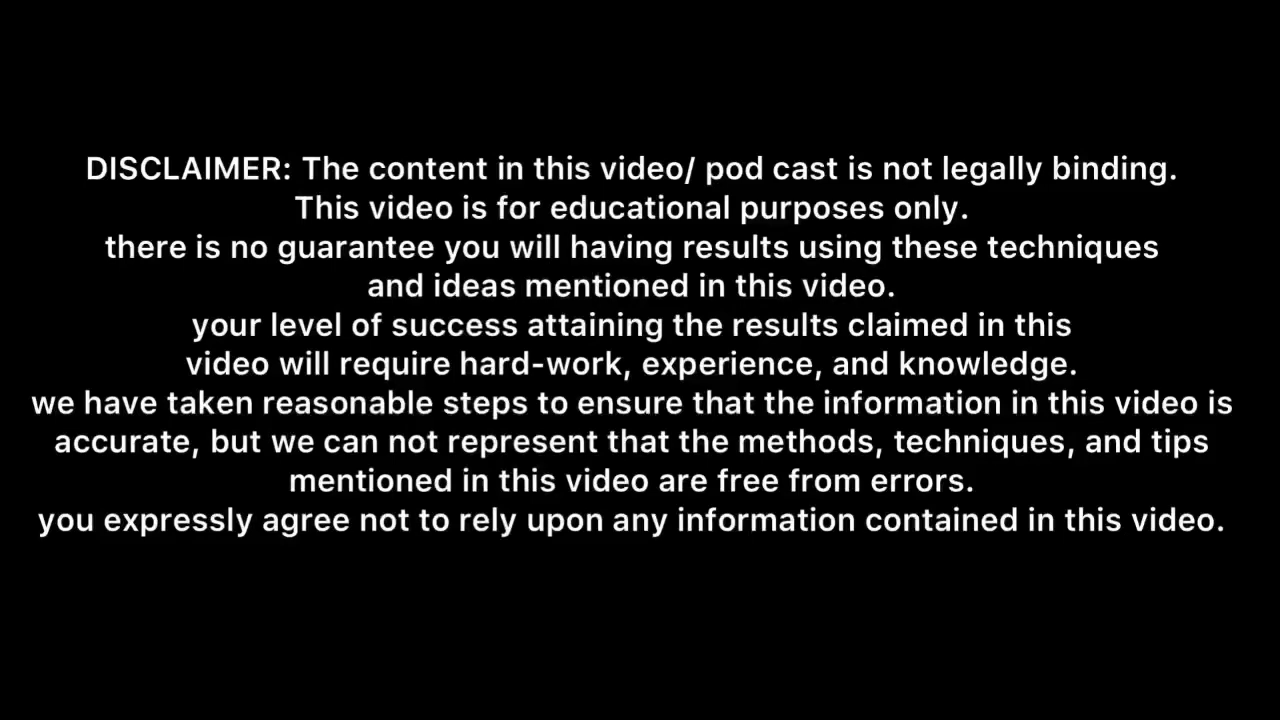 DISCLAIMER: The content in this video/ pod cast is not legally binding.
This video is for educational purposes only.
there is no guarantee you will having results using these techniques
and ideas mentioned in this video.
your level of success attaining the results claimed in this
video will require hard-work, experience, and knowledge.
we have taken reasonable steps to ensure that the information in this video is
accurate, but we can not represent that the methods, techniques, and tips
mentioned in this video are free from errors.
you expressly agree not to rely upon any information contained in this video.